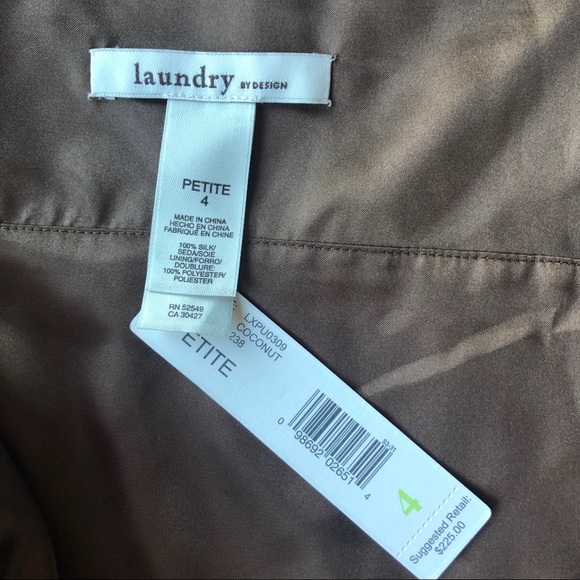 laundry BY DESIGN
PETITE
4
MADE IN CHINA
HECHO EN CHINA
FABRIQUÉ EN CHINE
100% SILK/
SEDA/SOIE
LINING/FORRO/
DOUBLURE:
100% POLYESTER/
POLIESTER
RN 52549
CA 30427
LXPU0309
COCONUT
238
ETITE
53-31
0 98692 02651 4
4
Suggested Retail:
$225.00